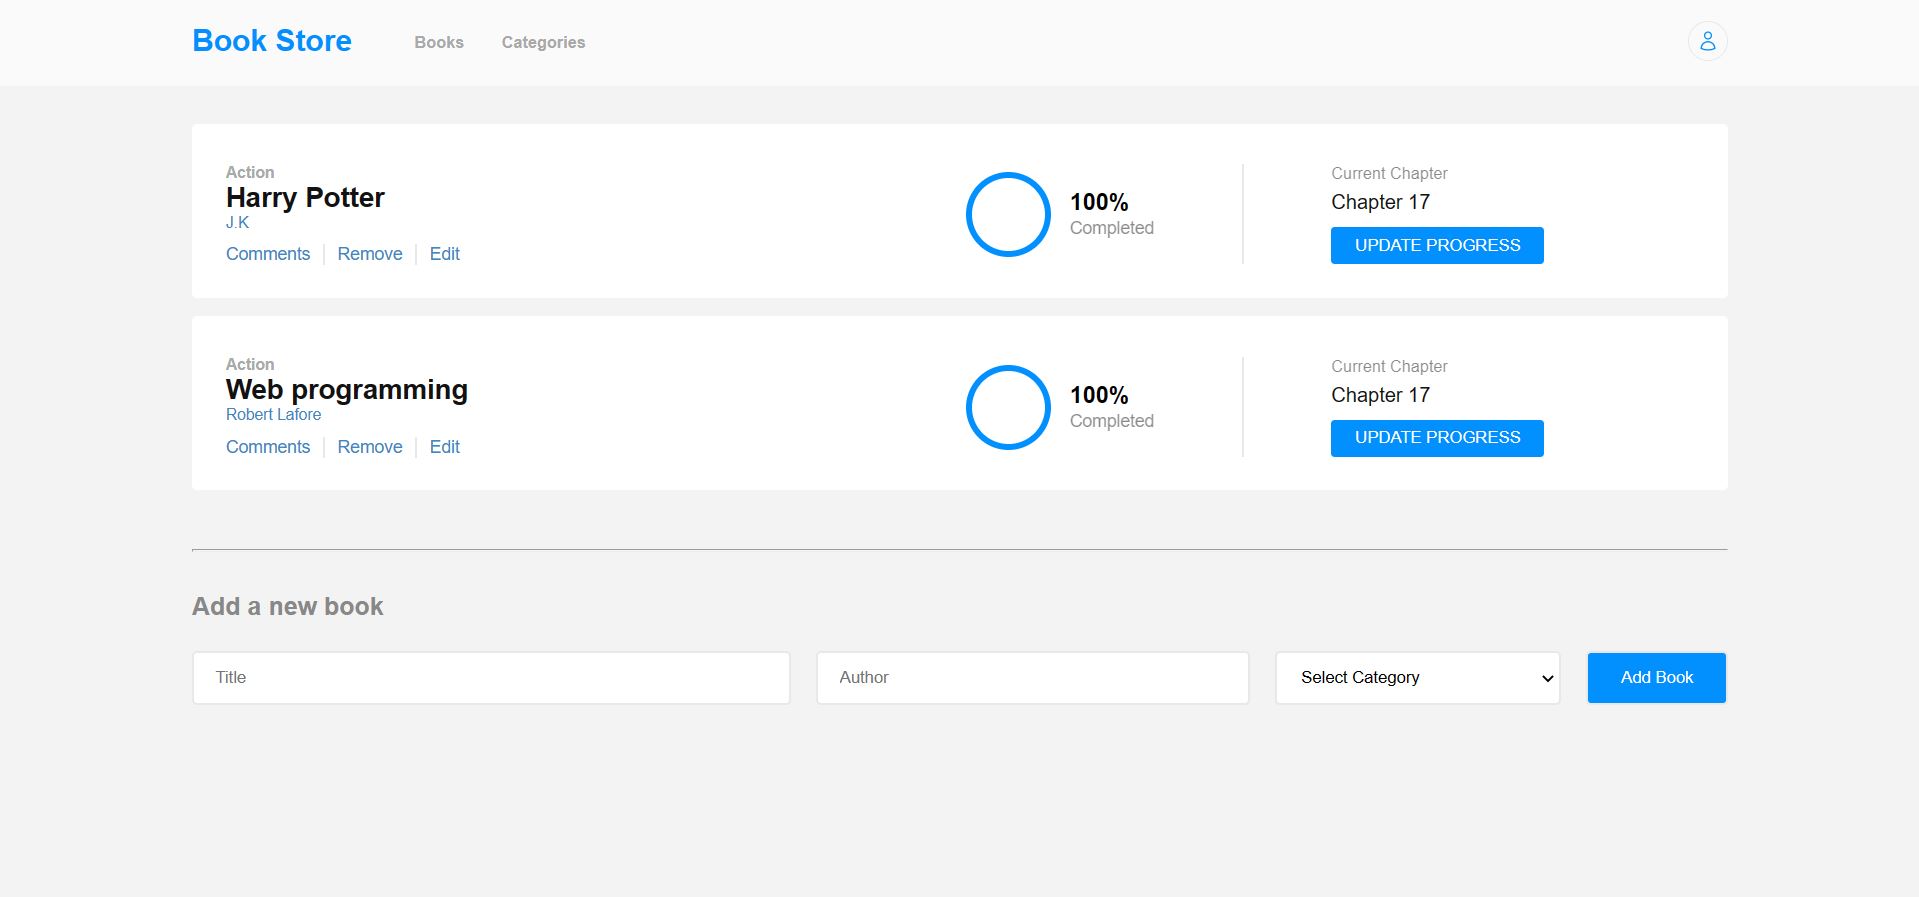 Book Store
Books
Categories
Action
Harry Potter
J.K
Comments
Remove
Edit
100%
Completed
Current Chapter
Chapter 17
UPDATE PROGRESS
Action
Web programming
Robert Lafore
Comments
Remove
Edit
100%
Completed
Current Chapter
Chapter 17
UPDATE PROGRESS
Add a new book
Title
Author
Select Category
Add Book